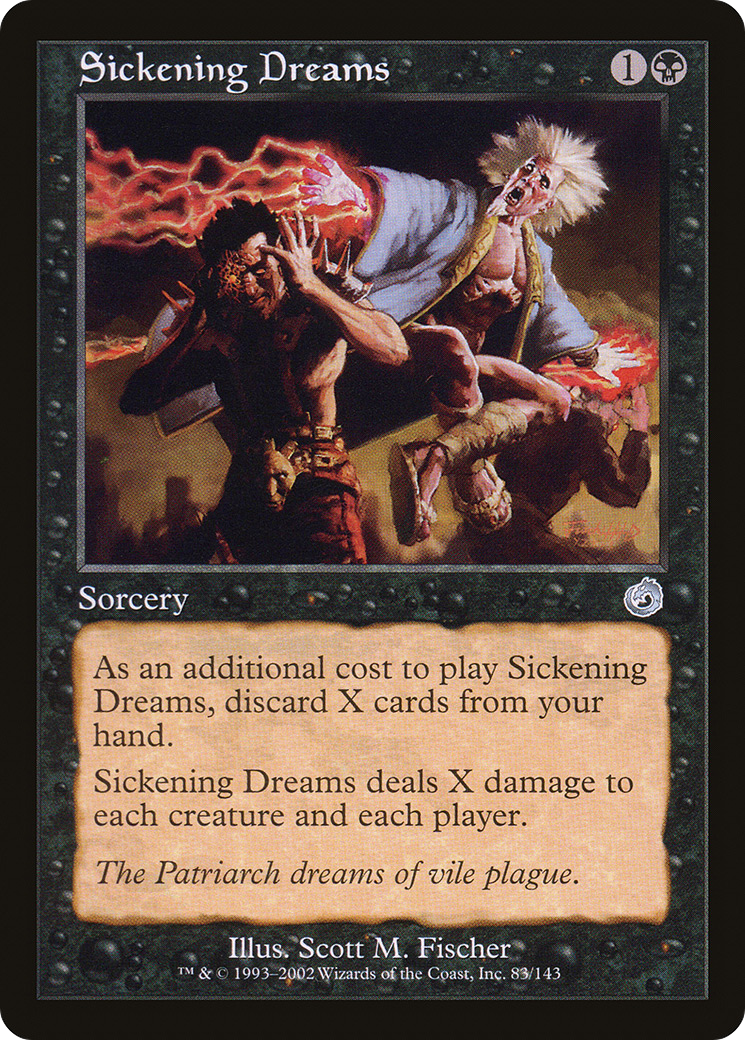 Sickening Dreams 1
Sorcery
As an additional cost to play Sickening
Dreams, discard X cards from your
hand.
Sickening Dreams deals X damage to
each creature and each player.
The Patriarch dreams of vile plague.
Illus. Scott M. Fischer
™ & © 1993–2002 Wizards of the Coast, Inc. 83/143